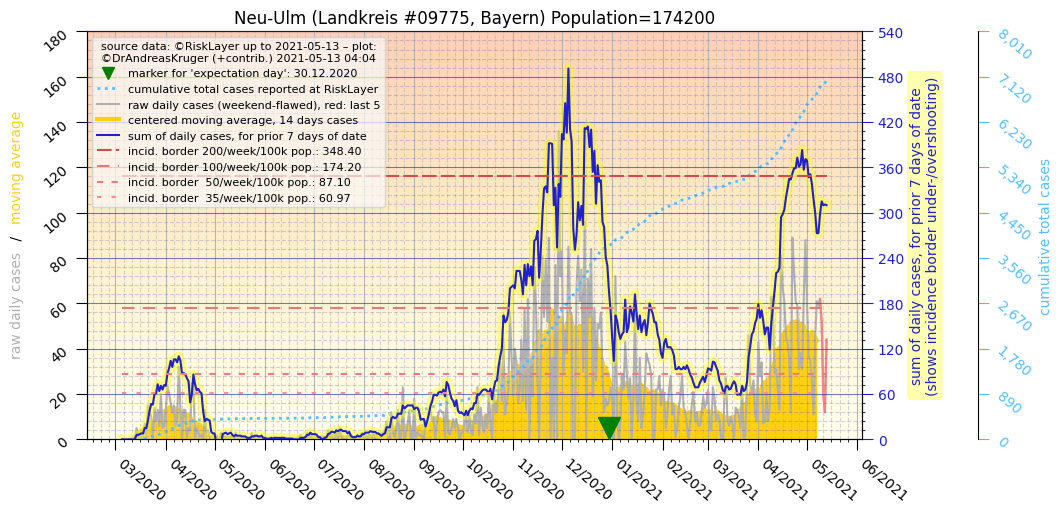 Neu-Ulm (Landkreis #09775, Bayern) Population=174200
source data: ©RiskLayer up to 2021-05-13 – plot:
©DrAndreasKruger (+contrib.) 2021-05-13 04:04
marker for 'expectation day': 30.12.2020
cumulative total cases reported at RiskLayer
raw daily cases (weekend-flawed), red: last 5
centered moving average, 14 days cases
sum of daily cases, for prior 7 days of date
incid. border 200/week/100k pop.: 348.40
incid. border 100/week/100k pop.: 174.20
incid. border  50/week/100k pop.: 87.10
incid. border  35/week/100k pop.: 60.97
raw daily cases / moving average
180
160
140
120
100
80
60
40
20
0
03/2020
04/2020
05/2020
06/2020
07/2020
08/2020
09/2020
10/2020
11/2020
12/2020
01/2021
02/2021
03/2021
04/2021
05/2021
06/2021
540
480
420
360
300
240
180
120
60
0
sum of daily cases, for prior 7 days of date
(shows incidence border under-/overshooting)
8,010
7,120
6,230
5,340
4,450
3,560
2,670
1,780
890
0
cumulative total cases